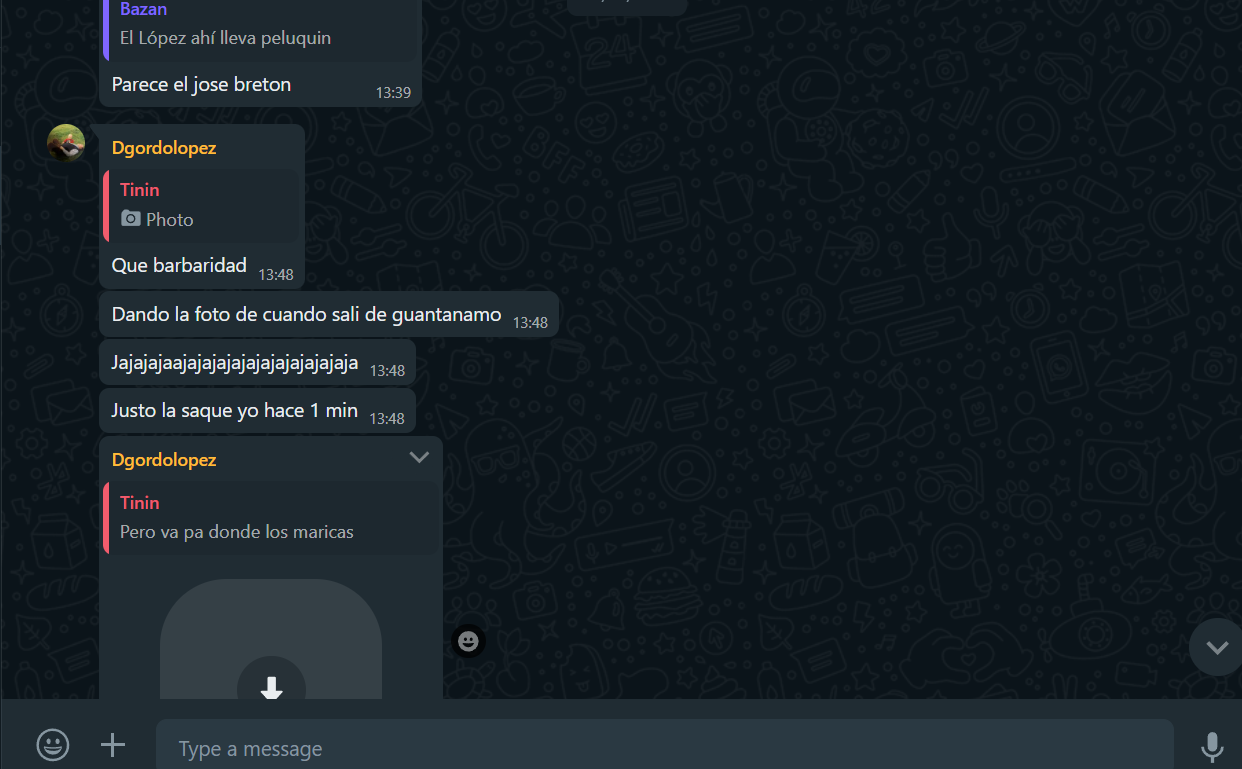 Bazan
El López ahí lleva peluquin
Parece el jose breton
13:39
Dgordolopez
Tinin
Photo
Que barbaridad
13:48
Dando la foto de cuando sali de guantanamo
13:48
Jajajajaajajajajajajajajajajajaja
13:48
Justo la saque yo hace 1 min
13:48
Dgordolopez
Tinin
Pero va pa donde los maricas
Type a message